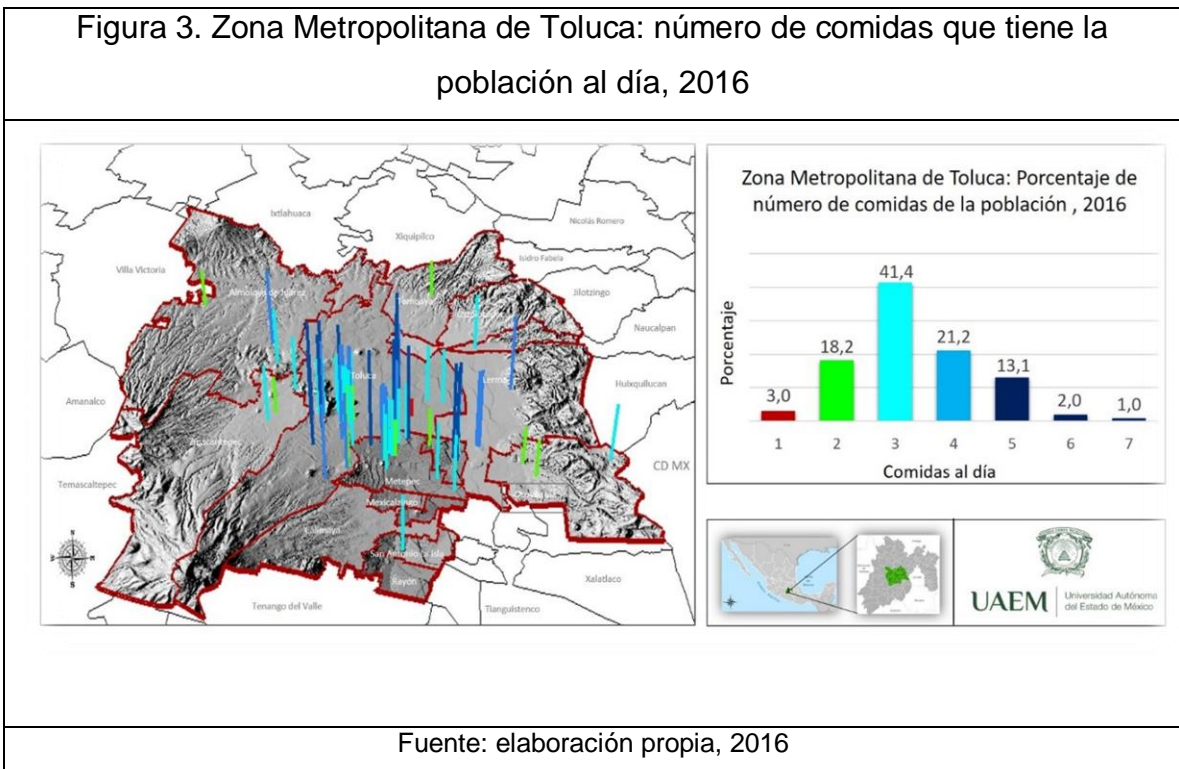 Figura 3. Zona Metropolitana de Toluca: número de comidas que tiene la
población al día, 2016
Ixtlahuaca
Nicolás Romero
Xiquipilco
Isidro Fabela
Villa Victoria
Jilotzingo
Almoloya de Juárez
Temoaya
Naucalpan
Toluca
Lerma
Huixquilucan
Amanalco
CD MX
Temascaltepec
Metepec
Mexicalzingo
San Antonio la Isla
Xalatlaco
Rayón
Tenango del Valle
Tianguistenco
Zona Metropolitana de Toluca: Porcentaje de
número de comidas de la población , 2016
Porcentaje
3,0
18,2
41,4
21,2
13,1
2,0
1,0
1 2 3 4 5 6 7
Comidas al día
UAEM
Universidad Autónoma
del Estado de México
Fuente: elaboración propia, 2016